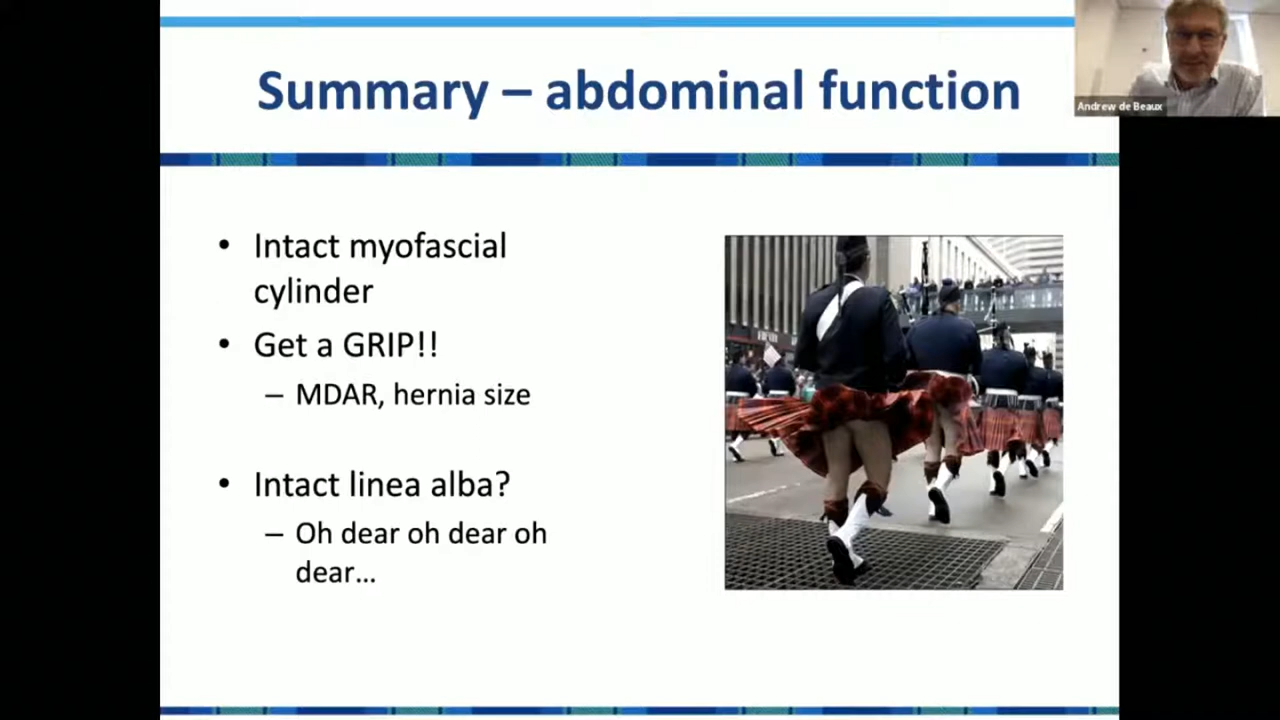 Summary – abdominal function
Andrew de Beaux
• Intact myofascial
cylinder
• Get a GRIP!!
– MDAR, hernia size
• Intact linea alba?
– Oh dear oh dear oh
dear...